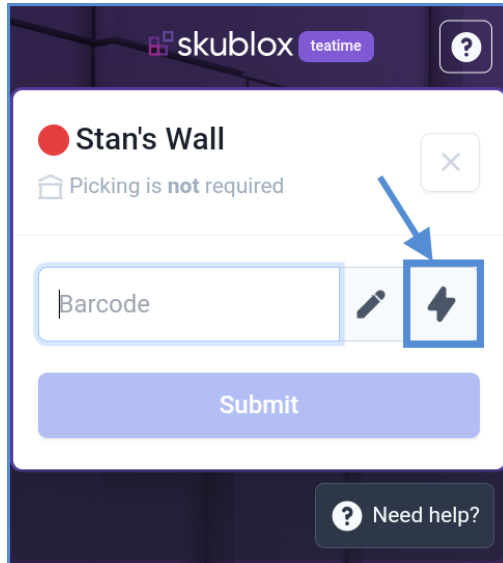 skublox teatime
Stan's Wall
Picking is not required
Barcode
Submit
Need help?